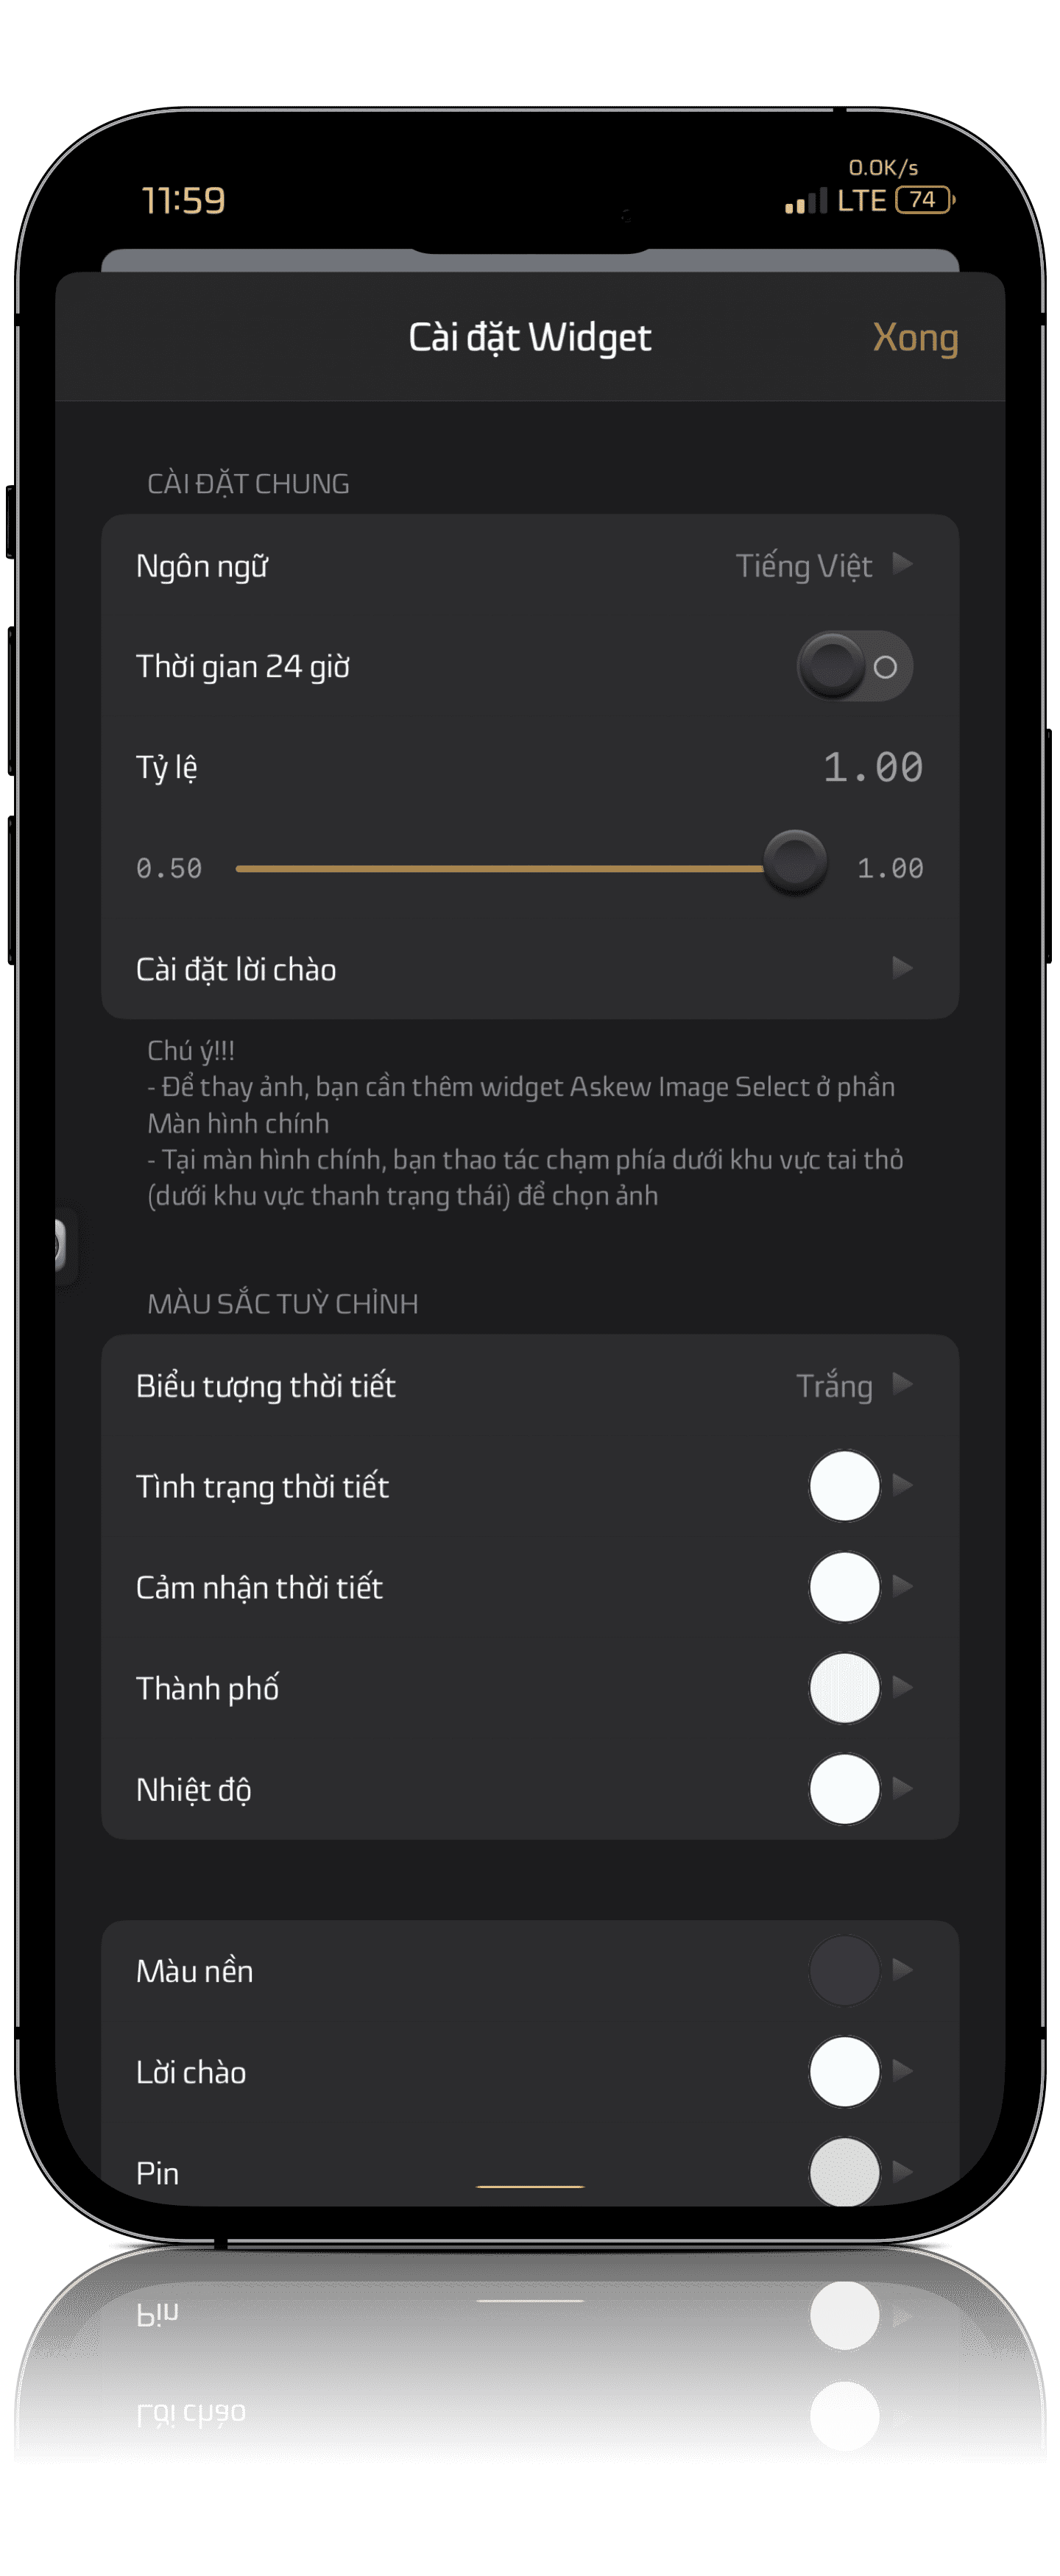 0.0K/s
11:59
LTE 74
Cài đặt Widget
Xong
CÀI ĐẶT CHUNG
Ngôn ngữ Tiếng Việt
Thời gian 24 giờ
Tỷ lệ 1.00
0.50 1.00
Cài đặt lời chào
Chú ý!!!
- Để thay ảnh, bạn cần thêm widget Askew Image Select ở phần
Màn hình chính
- Tại màn hình chính, bạn thao tác chạm phía dưới khu vực tai thỏ
(dưới khu vực thanh trạng thái) để chọn ảnh
MÀU SẮC TUỲ CHỈNH
Biểu tượng thời tiết Trắng
Tình trạng thời tiết
Cảm nhận thời tiết
Thành phố
Nhiệt độ
Màu nền
Lời chào
Pin
Pin
Lời chào